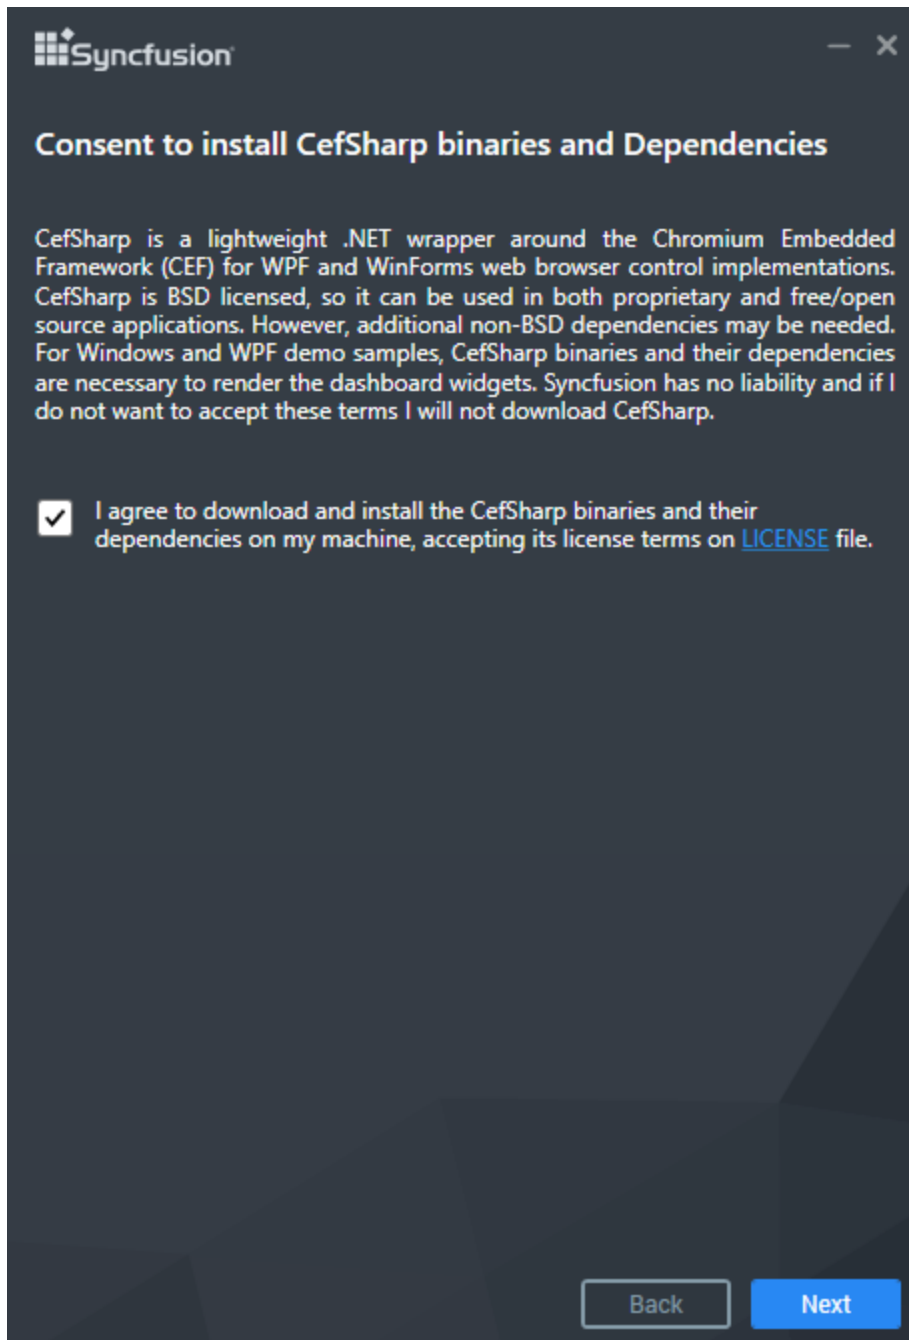 Syncfusion
Consent to install CefSharp binaries and Dependencies
CefSharp is a lightweight .NET wrapper around the Chromium Embedded
Framework (CEF) for WPF and WinForms web browser control implementations.
CefSharp is BSD licensed, so it can be used in both proprietary and free/open
source applications. However, additional non-BSD dependencies may be needed.
For Windows and WPF demo samples, CefSharp binaries and their dependencies
are necessary to render the dashboard widgets. Syncfusion has no liability and if I
do not want to accept these terms I will not download CefSharp.
I agree to download and install the CefSharp binaries and their
dependencies on my machine, accepting its license terms on LICENSE file.
Back Next